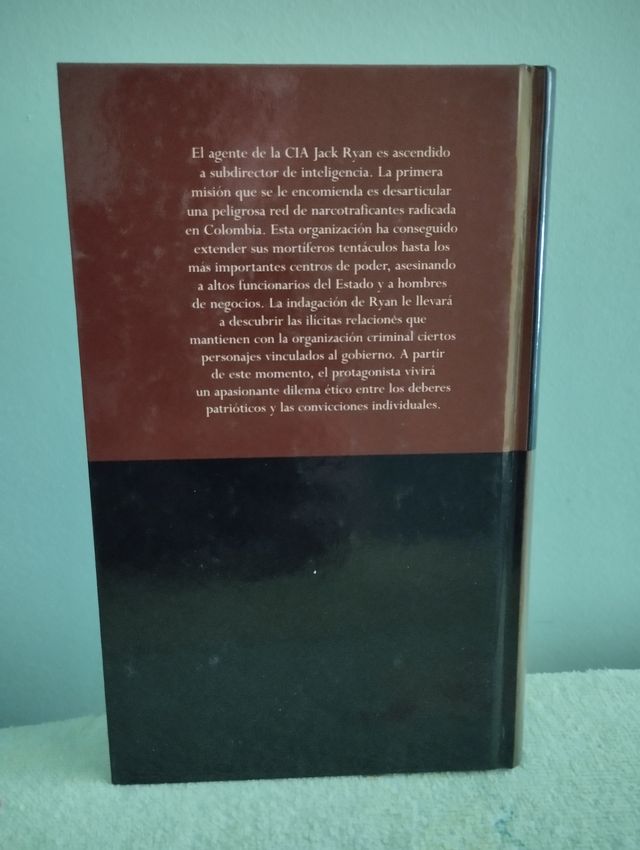 El agente de la CIA Jack Ryan es ascendido
a subdirector de inteligencia. La primera
misión que se le encomienda es desarticular
una peligrosa red de narcotraficantes radicada
en Colombia. Esta organización ha conseguido
extender sus mortíferos tentáculos hasta los
más importantes centros de poder, asesinando
a altos funcionarios del Estado y a hombres
de negocios. La indagación de Ryan le llevará
a descubrir las ilícitas relaciones que
mantienen con la organización criminal ciertos
personajes vinculados al gobierno. A partir
de este momento, el protagonista vivirá
un apasionante dilema ético entre los deberes
patrióticos y las convicciones individuales.